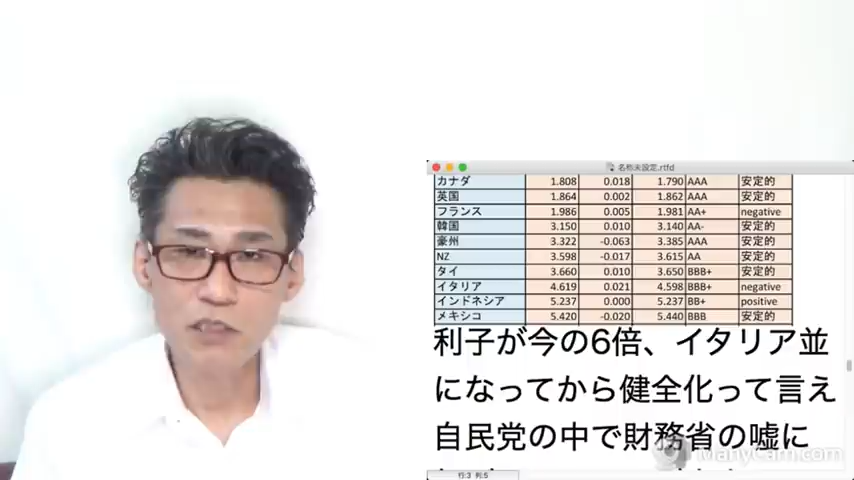 名称未設定.rtfd
カナダ 1.808 0.018 1.790 AAA 安定的
英国 1.864 0.002 1.862 AAA 安定的
フランス 1.986 0.005 1.981 AA+ negative
韓国 3.150 0.010 3.140 AA- 安定的
豪州 3.322 -0.063 3.385 AAA 安定的
NZ 3.598 -0.017 3.615 AA 安定的
タイ 3.660 0.010 3.650 BBB+ 安定的
イタリア 4.619 0.021 4.598 BBB+ negative
インドネシア 5.237 0.000 5.237 BB+ positive
メキシコ 5.420 -0.020 5.440 BBB 安定的
利子が今の6倍、イタリア並
になってから健全化って言え
自民党の中で財務省の嘘に
ManyCam.com
行:3 列:5